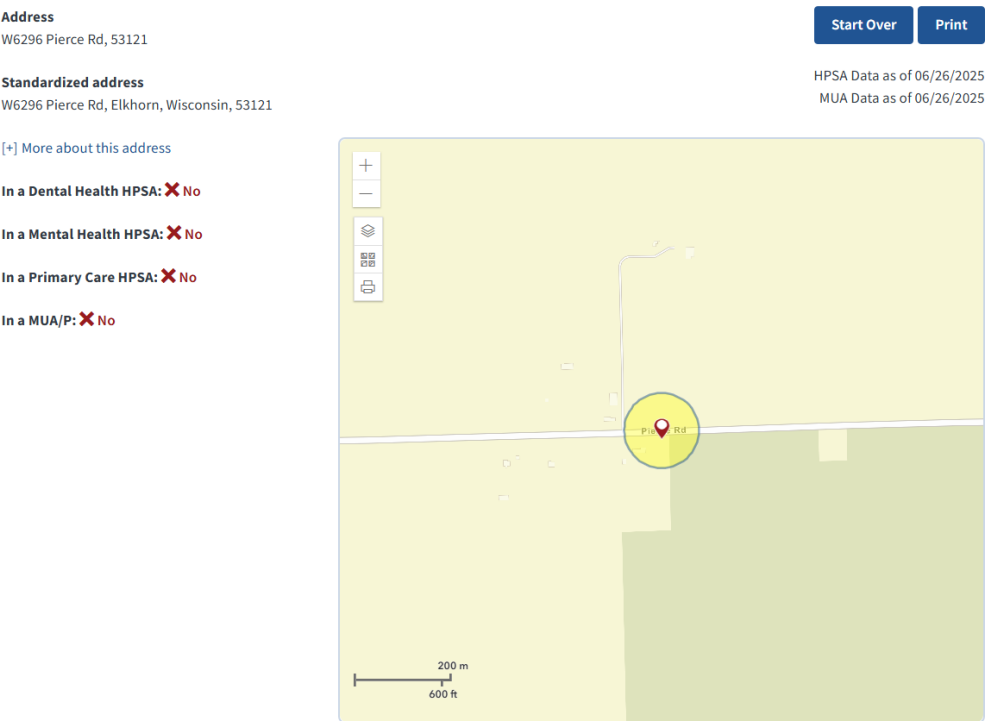 Address
W6296 Pierce Rd, 53121
Start Over
Print
Standardized address
W6296 Pierce Rd, Elkhorn, Wisconsin, 53121
HPSA Data as of 06/26/2025
MUA Data as of 06/26/2025
[+] More about this address
In a Dental Health HPSA: ❌ No
In a Mental Health HPSA: ❌ No
In a Primary Care HPSA: ❌ No
In a MUA/P: ❌ No
Rd
200 m
600 ft